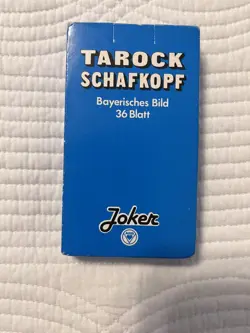 TAROCK
SCHAFKOPF
Bayerisches Bild
36 Blatt
Joker